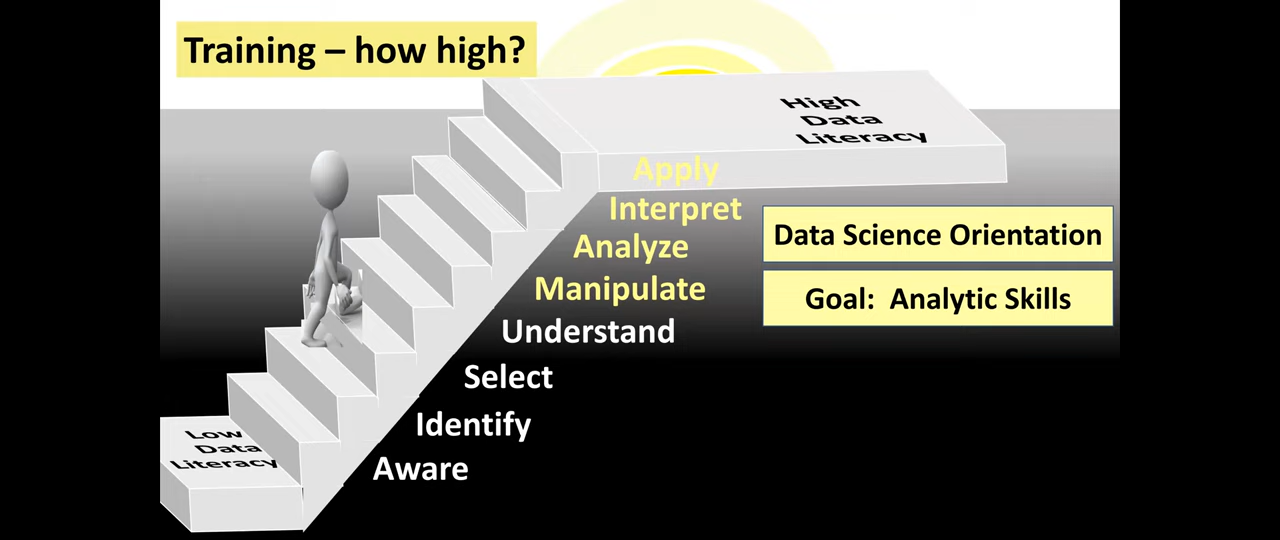 Training – how high?
High
Data
Literacy
Apply
Interpret
Analyze
Manipulate
Understand
Select
Identify
Aware
Data Science Orientation
Goal: Analytic Skills
Low
Data
Literacy